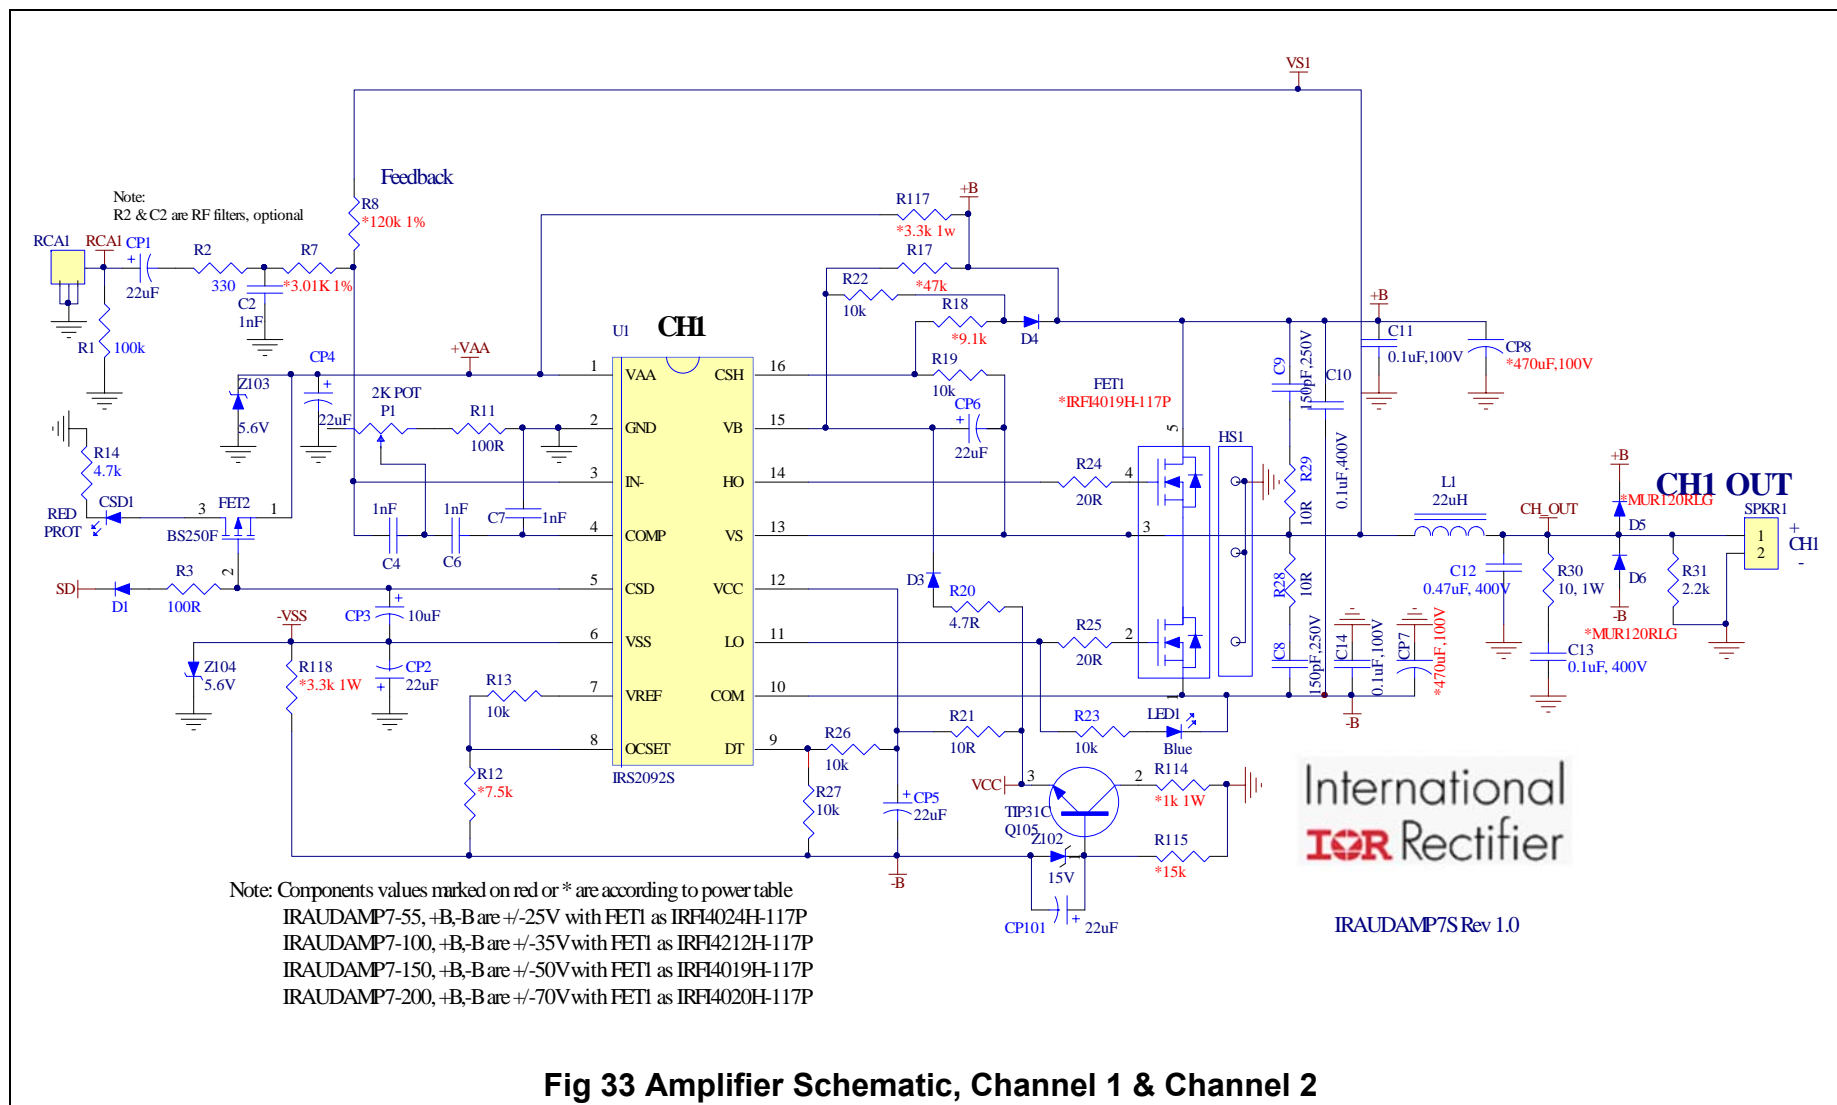 VS1
Feedback
Note:
R2 & C2 are RF filters, optional
R8
*120k 1%
R117
*3.3k 1w
+B
RCA1
RCA1
CP1
+
22uF
R2
330
R7
*3.01K 1%
C2
1nF
R1
100k
R17
*47k
R22
10k
R18
*9.1k
D4
R19
10k
CP6
+
22uF
U1
CH1
+VAA
CP4
+
22uF
Z103
5.6V
2K POT
P1
R11
100R
R14
4.7k
CSD1
RED
PROT
FET2
3
1
2
BS250F
1nF
C4
1nF
C6
C7
1nF
SD
D1
R3
100R
CP3
+
10uF
-VSS
Z104
5.6V
R118
*3.3k 1W
CP2
+
22uF
R13
10k
R12
*7.5k
1 VAA CSH 16
2 GND VB 15
3 IN- HO 14
4 COMP VS 13
5 CSD VCC 12
6 VSS LO 11
7 VREF COM 10
8 OCSET DT 9
IRS2092S
FET1
*IRFI4019H-117P
5
4
3
2
1
HS1
R24
20R
R25
20R
D3
R20
4.7R
R21
10R
R23
10k
LED1
Blue
R26
10k
R27
10k
CP5
+
22uF
VCC
3
2
TIP31C
Q105
R114
*1k 1W
R115
*15k
Z102
15V
CP101
+
22uF
-B
C9
150pF,250V
C10
0.1uF,400V
R29
10R
R28
10R
C8
150pF,250V
C14
0.1uF,100V
CP7
*470uF,100V
-B
+B
C11
0.1uF,100V
CP8
*470uF,100V
L1
22uH
CH_OUT
C12
0.47uF, 400V
R30
10, 1W
C13
0.1uF, 400V
+B
*MUR120RLG
D5
D6
-B
*MUR120RLG
R31
2.2k
CH1 OUT
SPKR1
1
2
+
CH1
-
International
IOR Rectifier
IRAUDAMP7S Rev 1.0
Note: Components values marked on red or * are according to power table
IRAUDAMP7-55, +B,-B are +/-25V with FET1 as IRFI4024H-117P
IRAUDAMP7-100, +B,-B are +/-35V with FET1 as IRFI4212H-117P
IRAUDAMP7-150, +B,-B are +/-50V with FET1 as IRFI4019H-117P
IRAUDAMP7-200, +B,-B are +/-70V with FET1 as IRFI4020H-117P
Fig 33 Amplifier Schematic, Channel 1 & Channel 2